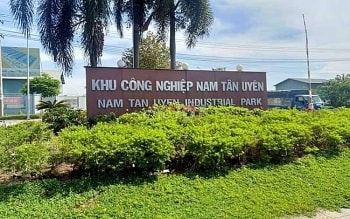 KHU CÔNG NGHIỆP NAM TÂN UYÊN
NAM TAN UYEN INDUSTRIAL PARK